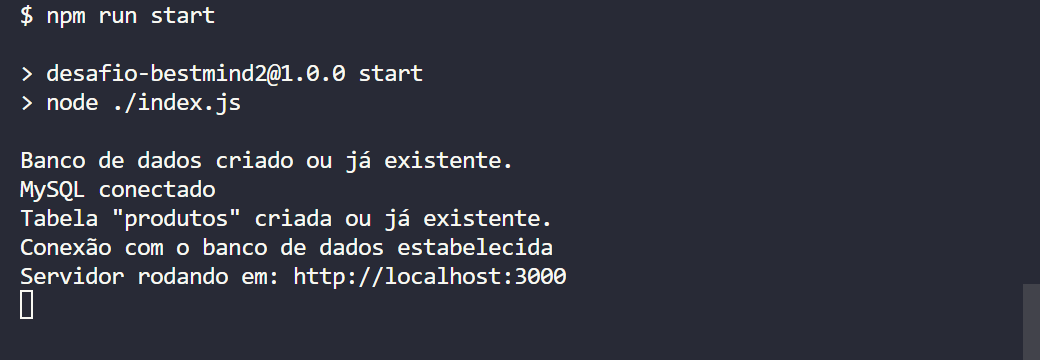 $ npm run start
> desafio-bestmind2@1.0.0 start
> node ./index.js
Banco de dados criado ou já existente.
MySQL conectado
Tabela "produtos" criada ou já existente.
Conexão com o banco de dados estabelecida
Servidor rodando em: http://localhost:3000